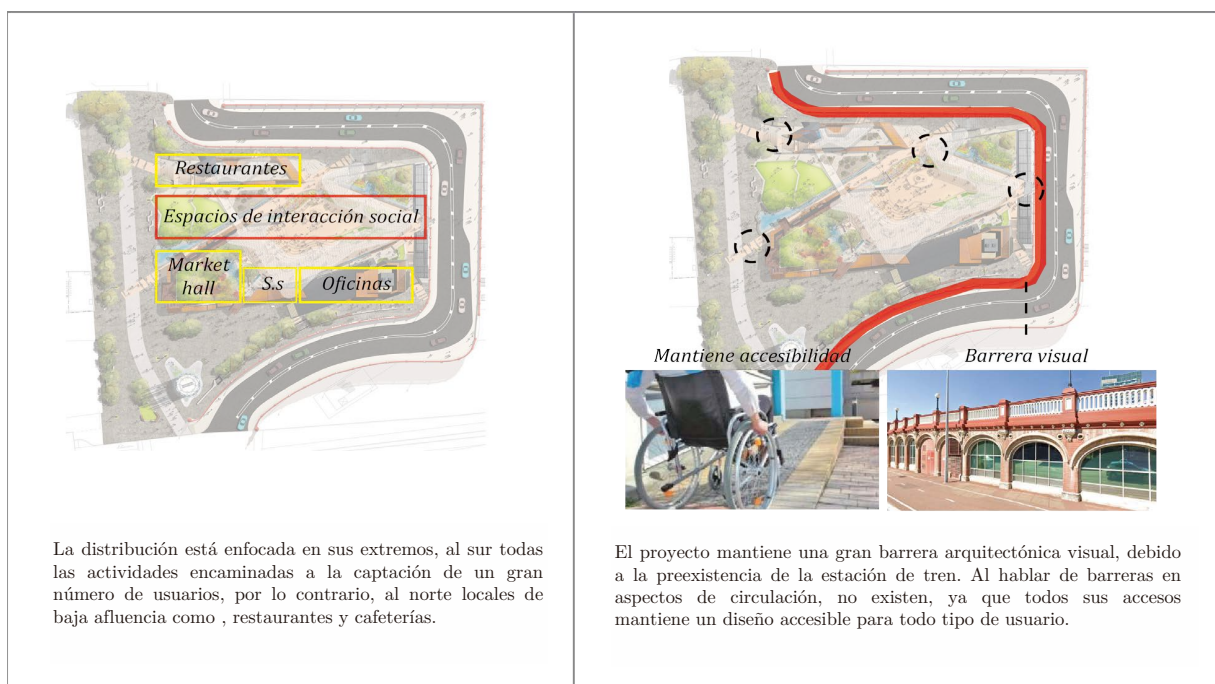 Restaurantes
Espacios de interacción social
Market
hall
S.s
Oficinas
La distribución está enfocada en sus extremos, al sur todas
las actividades encaminadas a la captación de un gran
número de usuarios, por lo contrario, al norte locales de
baja afluencia como , restaurantes y cafeterías.
Mantiene accesibilidad
Barrera visual
El proyecto mantiene una gran barrera arquitectónica visual, debido
a la preexistencia de la estación de tren. Al hablar de barreras en
aspectos de circulación, no existen, ya que todos sus accesos
mantiene un diseño accesible para todo tipo de usuario.